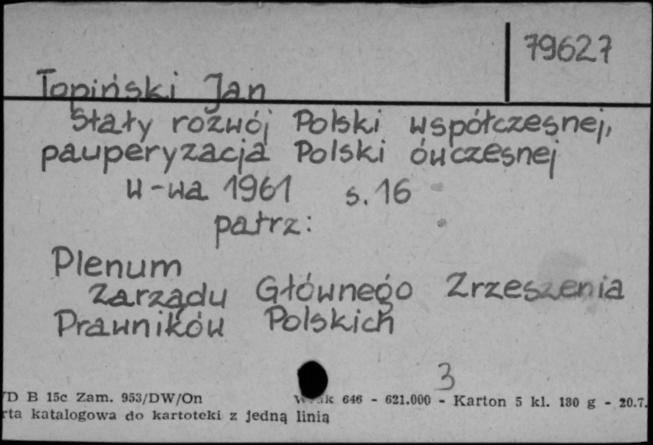 79627
Topiński Jan
Stały rozwój Polski współczesnej,
pauperyzacja Polski ówczesnej
W-wa 1961 s. 16
patrz:
Plenum
Zarządu Głównego Zrzeszenia
Prawników Polskich
3
D B 15c Zam. 953/DW/On 646 - 621.000 - Karton 5 kl. 180 g - 20.7.
rta katalogowa do kartoteki z jedną linią